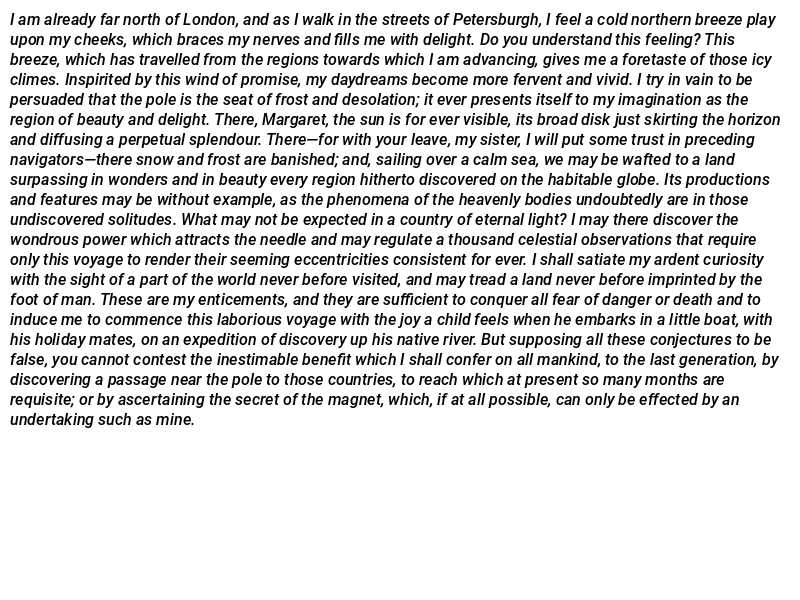 I am already far north of London, and as I walk in the streets of Petersburgh, I feel a cold northern breeze play
upon my cheeks, which braces my nerves and fills me with delight. Do you understand this feeling? This
breeze, which has travelled from the regions towards which I am advancing, gives me a foretaste of those icy
climes. Inspirited by this wind of promise, my daydreams become more fervent and vivid. I try in vain to be
persuaded that the pole is the seat of frost and desolation; it ever presents itself to my imagination as the
region of beauty and delight. There, Margaret, the sun is for ever visible, its broad disk just skirting the horizon
and diffusing a perpetual splendour. There—for with your leave, my sister, I will put some trust in preceding
navigators—there snow and frost are banished; and, sailing over a calm sea, we may be wafted to a land
surpassing in wonders and in beauty every region hitherto discovered on the habitable globe. Its productions
and features may be without example, as the phenomena of the heavenly bodies undoubtedly are in those
undiscovered solitudes. What may not be expected in a country of eternal light? I may there discover the
wondrous power which attracts the needle and may regulate a thousand celestial observations that require
only this voyage to render their seeming eccentricities consistent for ever. I shall satiate my ardent curiosity
with the sight of a part of the world never before visited, and may tread a land never before imprinted by the
foot of man. These are my enticements, and they are sufficient to conquer all fear of danger or death and to
induce me to commence this laborious voyage with the joy a child feels when he embarks in a little boat, with
his holiday mates, on an expedition of discovery up his native river. But supposing all these conjectures to be
false, you cannot contest the inestimable benefit which I shall confer on all mankind, to the last generation, by
discovering a passage near the pole to those countries, to reach which at present so many months are
requisite; or by ascertaining the secret of the magnet, which, if at all possible, can only be effected by an
undertaking such as mine.